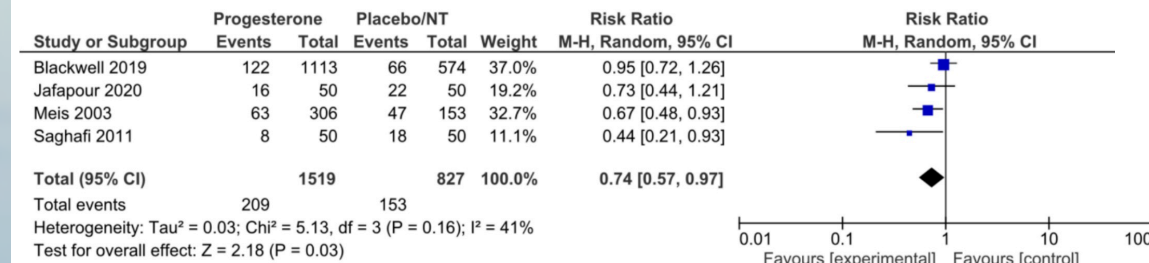 Progesterone Placebo/NT Risk Ratio Risk Ratio
Study or Subgroup Events Total Events Total Weight M-H, Random, 95% CI M-H, Random, 95% CI
Blackwell 2019 122 1113 66 574 37.0% 0.95 [0.72, 1.26]
Jafapour 2020 16 50 22 50 19.2% 0.73 [0.44, 1.21]
Meis 2003 63 306 47 153 32.7% 0.67 [0.48, 0.93]
Saghafi 2011 8 50 18 50 11.1% 0.44 [0.21, 0.93]
Total (95% CI) 1519 827 100.0% 0.74 [0.57, 0.97]
Total events 209 153
Heterogeneity: Tau² = 0.03; Chi² = 5.13, df = 3 (P = 0.16); I² = 41%
Test for overall effect: Z = 2.18 (P = 0.03)
0.01 0.1 1 10 100
Favours [experimental] Favours [control]